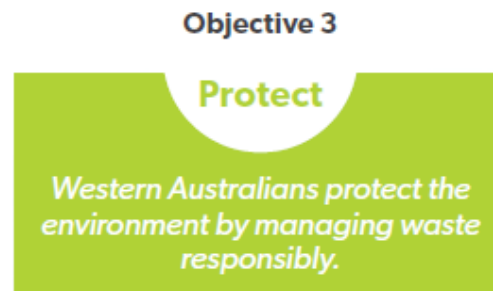 Objective 3
Protect
Western Australians protect the
environment by managing waste
responsibly.